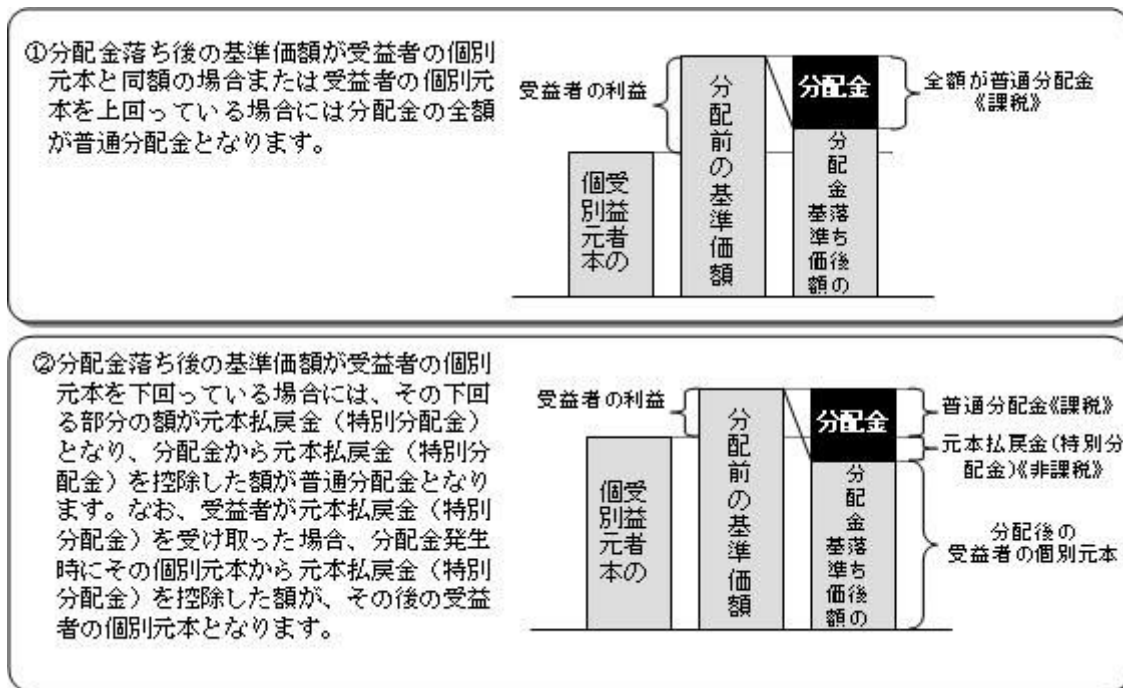 ①分配金落ち後の基準価額が受益者の個別
元本と同額の場合または受益者の個別元
本を上回っている場合には分配金の全額
が普通分配金となります。
受益者の利益
受益者の
個別元本
分配前の基準価額
分配金
分配金落ち後の
基準価額
全額が普通分配金
《課税》
②分配金落ち後の基準価額が受益者の個別
元本を下回っている場合には、その下回
る部分の額が元本払戻金（特別分配金）
となり、分配金から元本払戻金（特別分
配金）を控除した額が普通分配金となり
ます。なお、受益者が元本払戻金（特別
分配金）を受け取った場合、分配金発生
時にその個別元本から元本払戻金（特別
分配金）を控除した額が、その後の受益
者の個別元本となります。
受益者の利益
受益者の
個別元本
分配前の基準価額
分配金
分配金落ち後の
基準価額
普通分配金《課税》
元本払戻金(特別分
配金)《非課税》
分配後の
受益者の個別元本